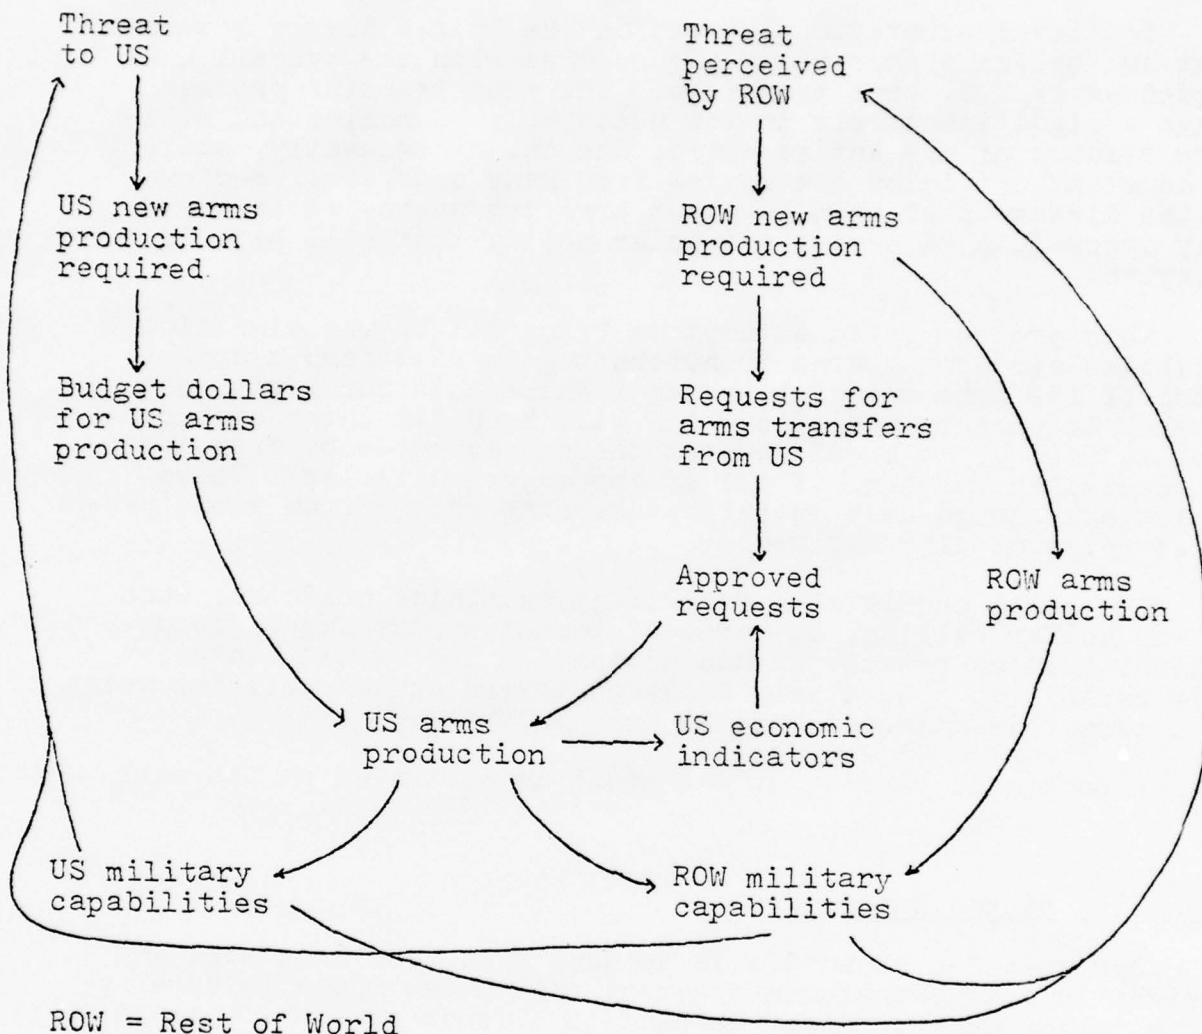 Threat
to US
Threat
perceived
by ROW
US new arms
production
required
ROW new arms
production
required
Budget dollars
for US arms
production
Requests for
arms transfers
from US
Approved
requests
ROW arms
production
US arms
production
US economic
indicators
US military
capabilities
ROW military
capabilities
ROW = Rest of World